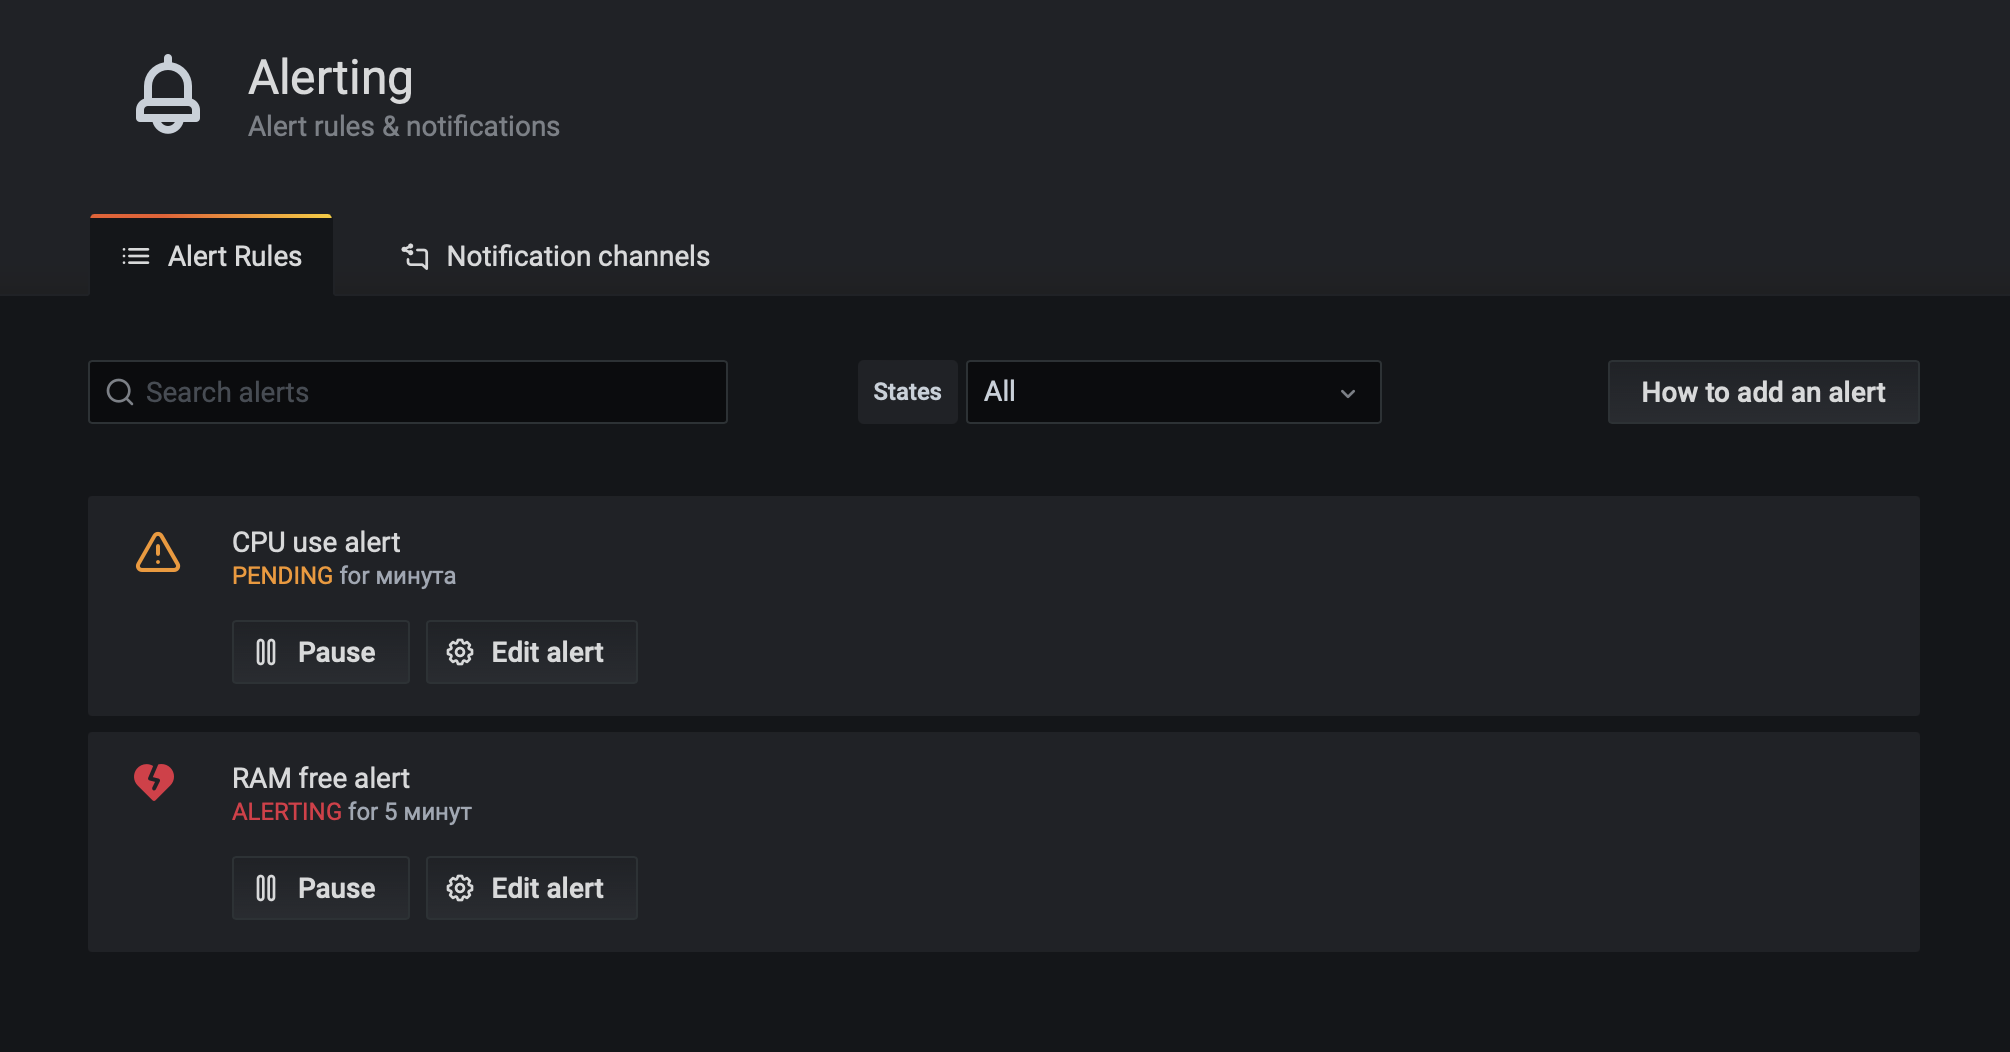 Alerting
Alert rules & notifications
Alert Rules
Notification channels
Search alerts
States
All
How to add an alert
CPU use alert
PENDING for минута
Pause
Edit alert
RAM free alert
ALERTING for 5 минут
Pause
Edit alert